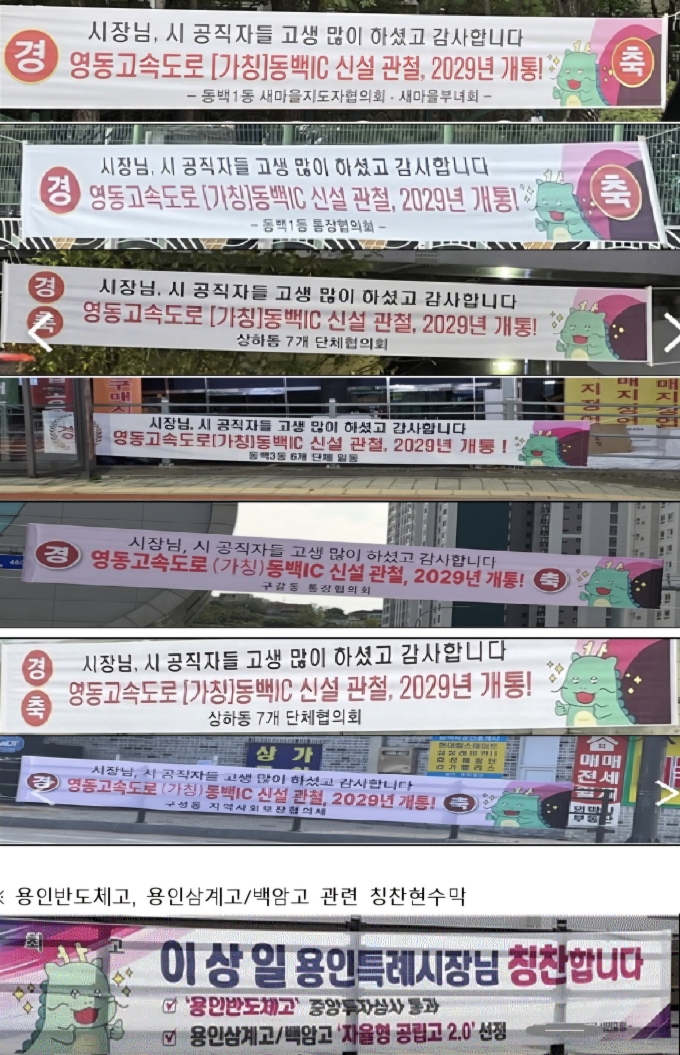 경
시장님, 시 공직자들 고생 많이 하셨고 감사합니다
영동고속도로 [가칭]동백IC 신설 관철, 2029년 개통!
- 동백1동 새마을지도자협의회 · 새마을부녀회 -
축
경
시장님, 시 공직자들 고생 많이 하셨고 감사합니다
영동고속도로 [가칭]동백IC 신설 관철, 2029년 개통!
- 동백1동 통장협의회 -
축
경
축
시장님, 시 공직자들 고생 많이 하셨고 감사합니다
영동고속도로 [가칭]동백IC 신설 관철, 2029년 개통!
상하동 7개 단체협의회
경
시장님, 시 공직자들 고생 많이 하셨고 감사합니다
영동고속도로[가칭]동백IC 신설 관철, 2029년 개통 !
동백3동 6개 단체 일동
경
시장님, 시 공직자들 고생 많이 하셨고 감사합니다
영동고속도로 (가칭)동백IC 신설 관철, 2029년 개통!
구갈동 통장협의회
축
경
축
시장님, 시 공직자들 고생 많이 하셨고 감사합니다
영동고속도로 [가칭]동백IC 신설 관철, 2029년 개통!
상하동 7개 단체협의회
상가
매매
전세
경
시장님, 시 공직자들 고생 많이 하셨고 감사합니다
영동고속도로 (가칭)동백IC 신설 관철, 2029년 개통!
구성동 지역사회보장협의체
축
※ 용인반도체고, 용인삼계고/백암고 관련 칭찬현수막
최고
이상일 용인특례시장님 칭찬합니다
'용인반도체고' 중앙투자심사 통과
용인삼계고/백암고 '자율형 공립고 2.0' 선정